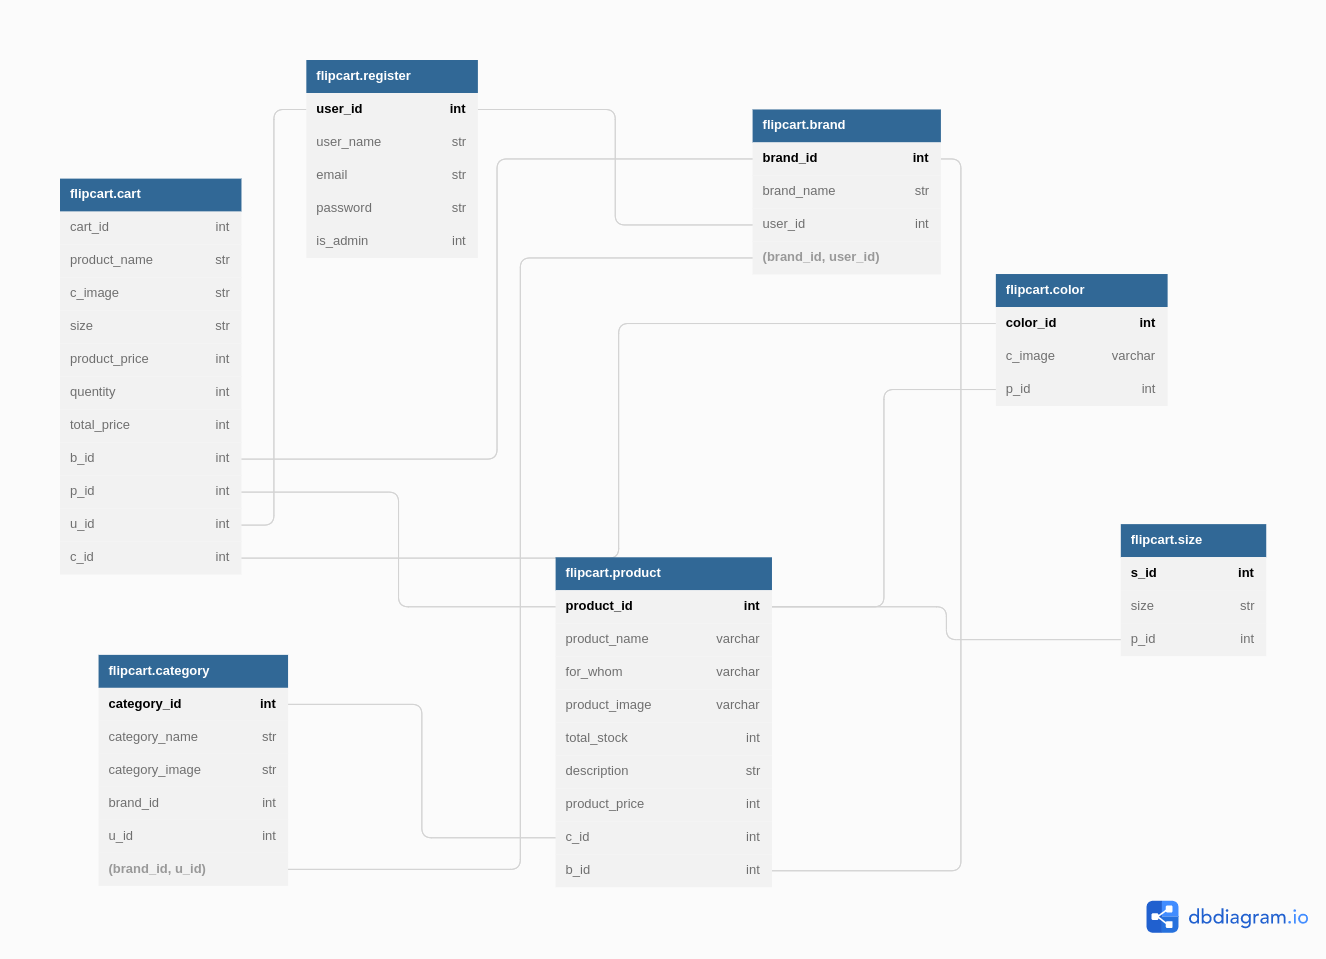 flipcart.register
user_id int
user_name str
email str
password str
is_admin int
flipcart.brand
brand_id int
brand_name str
user_id int
(brand_id, user_id)
flipcart.cart
cart_id int
product_name str
c_image str
size str
product_price int
quentity int
total_price int
b_id int
p_id int
u_id int
c_id int
flipcart.color
color_id int
c_image varchar
p_id int
flipcart.size
s_id int
size str
p_id int
flipcart.product
product_id int
product_name varchar
for_whom varchar
product_image varchar
total_stock int
description str
product_price int
c_id int
b_id int
flipcart.category
category_id int
category_name str
category_image str
brand_id int
u_id int
(brand_id, u_id)
dbdiagram.io